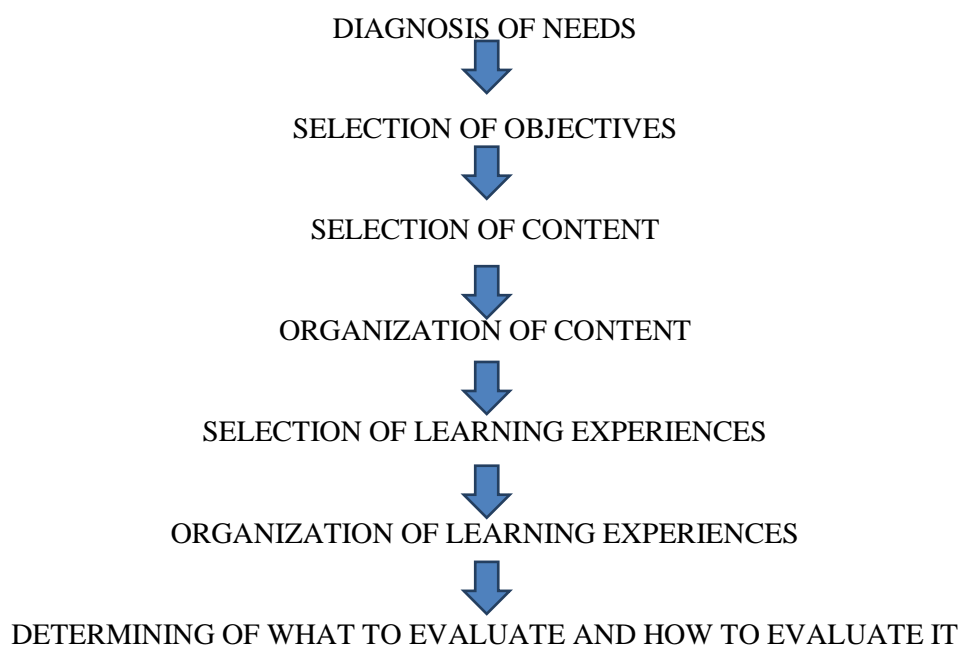 DIAGNOSIS OF NEEDS
SELECTION OF OBJECTIVES
SELECTION OF CONTENT
ORGANIZATION OF CONTENT
SELECTION OF LEARNING EXPERIENCES
ORGANIZATION OF LEARNING EXPERIENCES
DETERMINING OF WHAT TO EVALUATE AND HOW TO EVALUATE IT